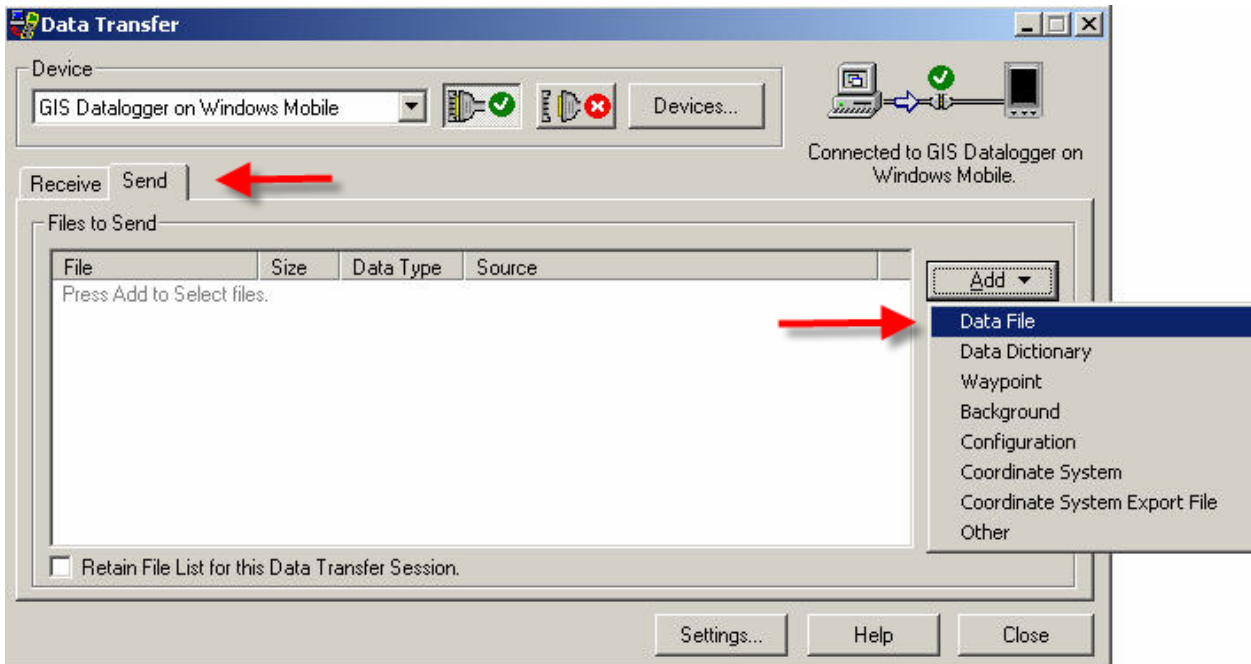 Data Transfer
Device
GIS Datalogger on Windows Mobile
Devices...
Connected to GIS Datalogger on
Windows Mobile.
Receive
Send
Files to Send
File Size Data Type Source
Press Add to Select files.
Add
Data File
Data Dictionary
Waypoint
Background
Configuration
Coordinate System
Coordinate System Export File
Other
Retain File List for this Data Transfer Session.
Settings... Help Close